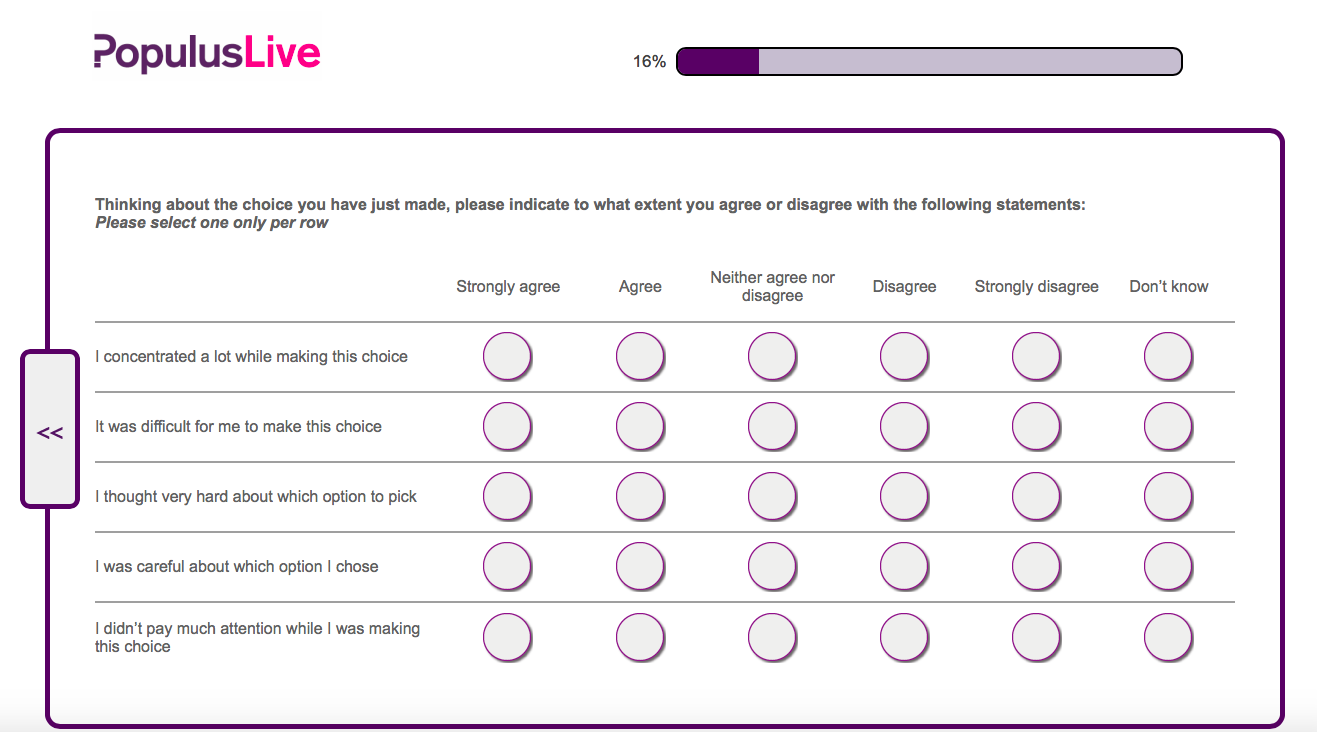 PopulusLive
16%
Thinking about the choice you have just made, please indicate to what extent you agree or disagree with the following statements:
Please select one only per row
Strongly agree Agree Neither agree nor disagree Disagree Strongly disagree Don’t know
I concentrated a lot while making this choice
It was difficult for me to make this choice
<<
I thought very hard about which option to pick
I was careful about which option I chose
I didn’t pay much attention while I was making
this choice